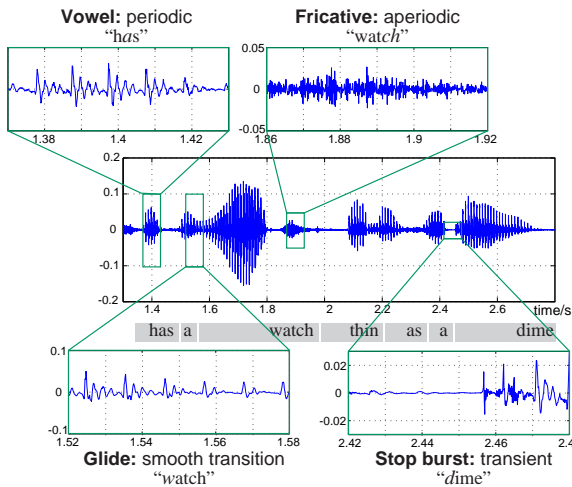 Vowel: periodic
“has”
Fricative: aperiodic
“watch”
0.05
0
-0.05
1.38 1.4 1.42
1.86 1.88 1.9 1.92
0.2
0.1
0
-0.1
-0.2
1.4 1.6 1.8 2 2.2 2.4 2.6 time/s
has a watch thin as a dime
0.1
0
-0.1
1.52 1.54 1.56 1.58
0.02
0
-0.02
2.42 2.44 2.46 2.4
Glide: smooth transition
“watch”
Stop burst: transient
“dime”